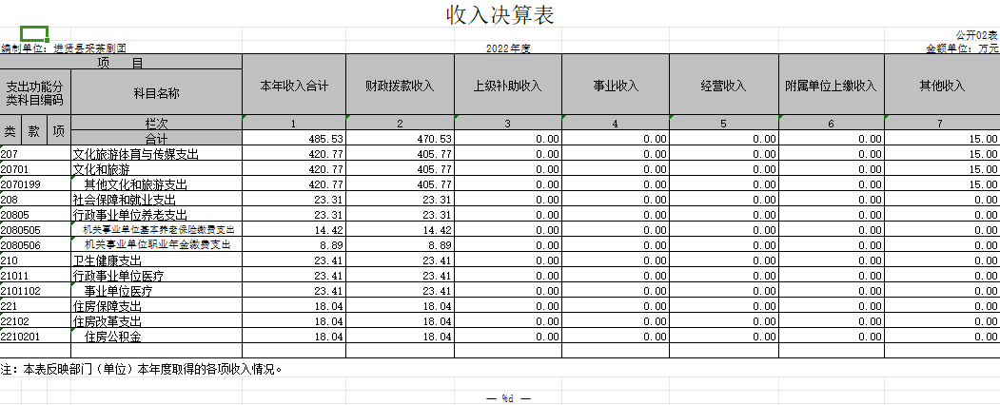 收入决算表
公开02表
编制单位：进贤县采茶剧团 2022年度 金额单位：万元
项 目 本年收入合计 财政拨款收入 上级补助收入 事业收入 经营收入 附属单位上缴收入 其他收入
支出功能分类科目编码 科目名称
类 款 项 栏次 1 2 3 4 5 6 7
合计 485.53 470.53 0.00 0.00 0.00 0.00 15.00
207 文化旅游体育与传媒支出 420.77 405.77 0.00 0.00 0.00 0.00 15.00
20701 文化和旅游 420.77 405.77 0.00 0.00 0.00 0.00 15.00
2070199 其他文化和旅游支出 420.77 405.77 0.00 0.00 0.00 0.00 15.00
208 社会保障和就业支出 23.31 23.31 0.00 0.00 0.00 0.00 0.00
20805 行政事业单位养老支出 23.31 23.31 0.00 0.00 0.00 0.00 0.00
2080505 机关事业单位基本养老保险缴费支出 14.42 14.42 0.00 0.00 0.00 0.00 0.00
2080506 机关事业单位职业年金缴费支出 8.89 8.89 0.00 0.00 0.00 0.00 0.00
210 卫生健康支出 23.41 23.41 0.00 0.00 0.00 0.00 0.00
21011 行政事业单位医疗 23.41 23.41 0.00 0.00 0.00 0.00 0.00
2101102 事业单位医疗 23.41 23.41 0.00 0.00 0.00 0.00 0.00
221 住房保障支出 18.04 18.04 0.00 0.00 0.00 0.00 0.00
22102 住房改革支出 18.04 18.04 0.00 0.00 0.00 0.00 0.00
2210201 住房公积金 18.04 18.04 0.00 0.00 0.00 0.00 0.00
注：本表反映部门（单位）本年度取得的各项收入情况。
— %d —